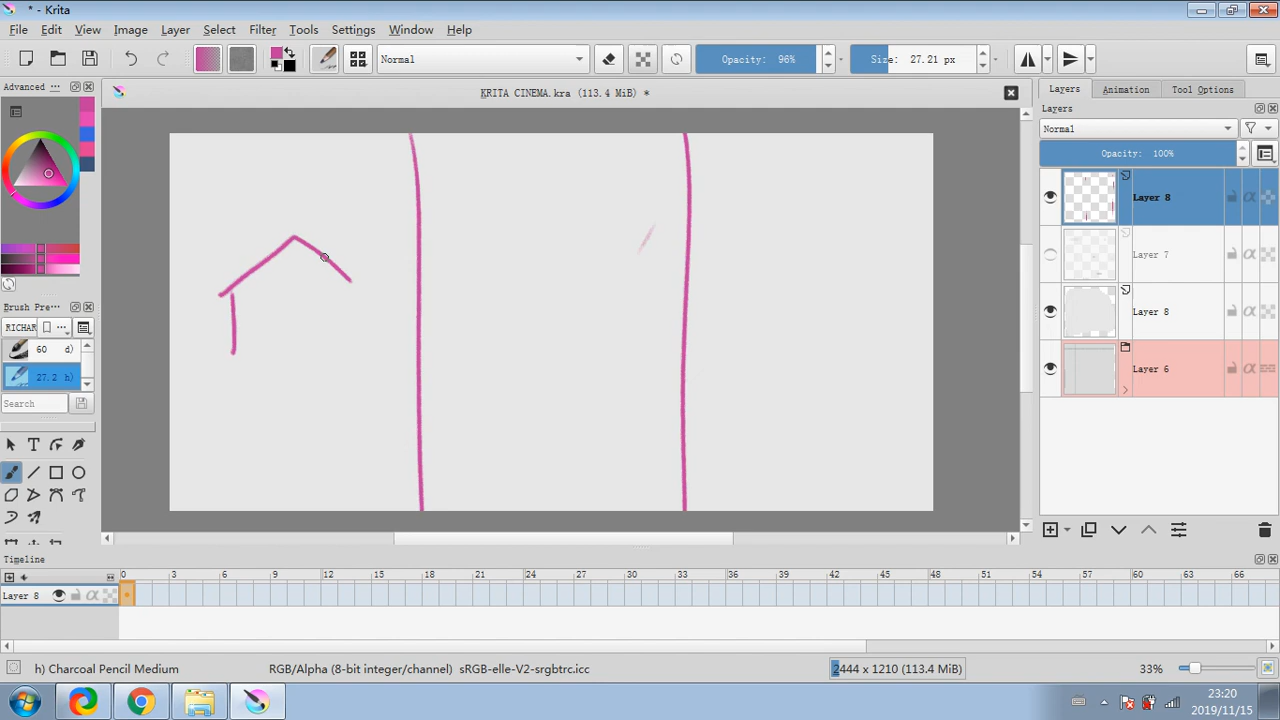 * - Krita
File Edit View Image Layer Select Filter Tools Settings Window Help
Normal Opacity: 96% Size: 27.21 px
Advanced ···
KRITA CINEMA.kra (113.4 MiB) *
Layers Animation Tool Options
Layers
Normal
Opacity: 100%
Layer 8
Layer 7
Layer 8
Layer 6
Brush Pre···
RICHAR ···
60 d)
27.2 h)
Search
Timeline
0 3 6 9 12 15 18 21 24 27 30 33 36 39 42 45 48 51 54 57 60 63 66
Layer 8
h) Charcoal Pencil Medium RGB/Alpha (8-bit integer/channel) sRGB-elle-V2-srgbtrc.icc 2444 x 1210 (113.4 MiB) 33%
23:20
2019/11/15